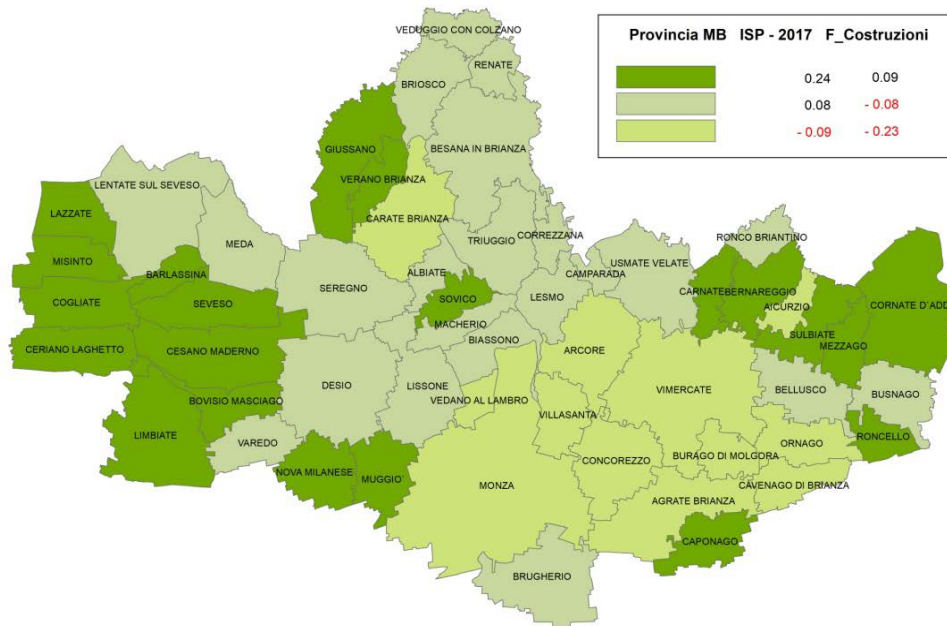 Provincia MB ISP - 2017 F_Costruzioni
0.24 0.09
0.08 - 0.08
- 0.09 - 0.23
VEDUGGIO CON COLZANO
RENATE
BRIOSCO
GIUSSANO
BESANA IN BRIANZA
VERANO BRIANZA
LENTATE SUL SEVESO
LAZZATE
CARATE BRIANZA
MEDA
TRIUGGIO
CORREZZANA
RONCO BRIANTINO
MISINTO
BARLASSINA
ALBIATE
CAMPARADA
USMATE VELATE
COGLIATE
SEVESO
SEREGNO
SOVICO
LESMO
CARNATE
BERNAREGGIO
CORNATE D´ADD
AICURZIO
MACHERIO
SULBIATE
BIASSONO
MEZZAGO
CERIANO LAGHETTO
CESANO MADERNO
ARCORE
DESIO
LISSONE
VIMERCATE
BELLUSCO
BUSNAGO
BOVISIO MASCIAGO
VEDANO AL LAMBRO
VILLASANTA
LIMBIATE
VAREDO
ORNAGO
RONCELLO
BURAGO DI MOLGORA
CONCOREZZO
NOVA MILANESE
MUGGIO´
MONZA
CAVENAGO DI BRIANZA
AGRATE BRIANZA
CAPONAGO
BRUGHERIO